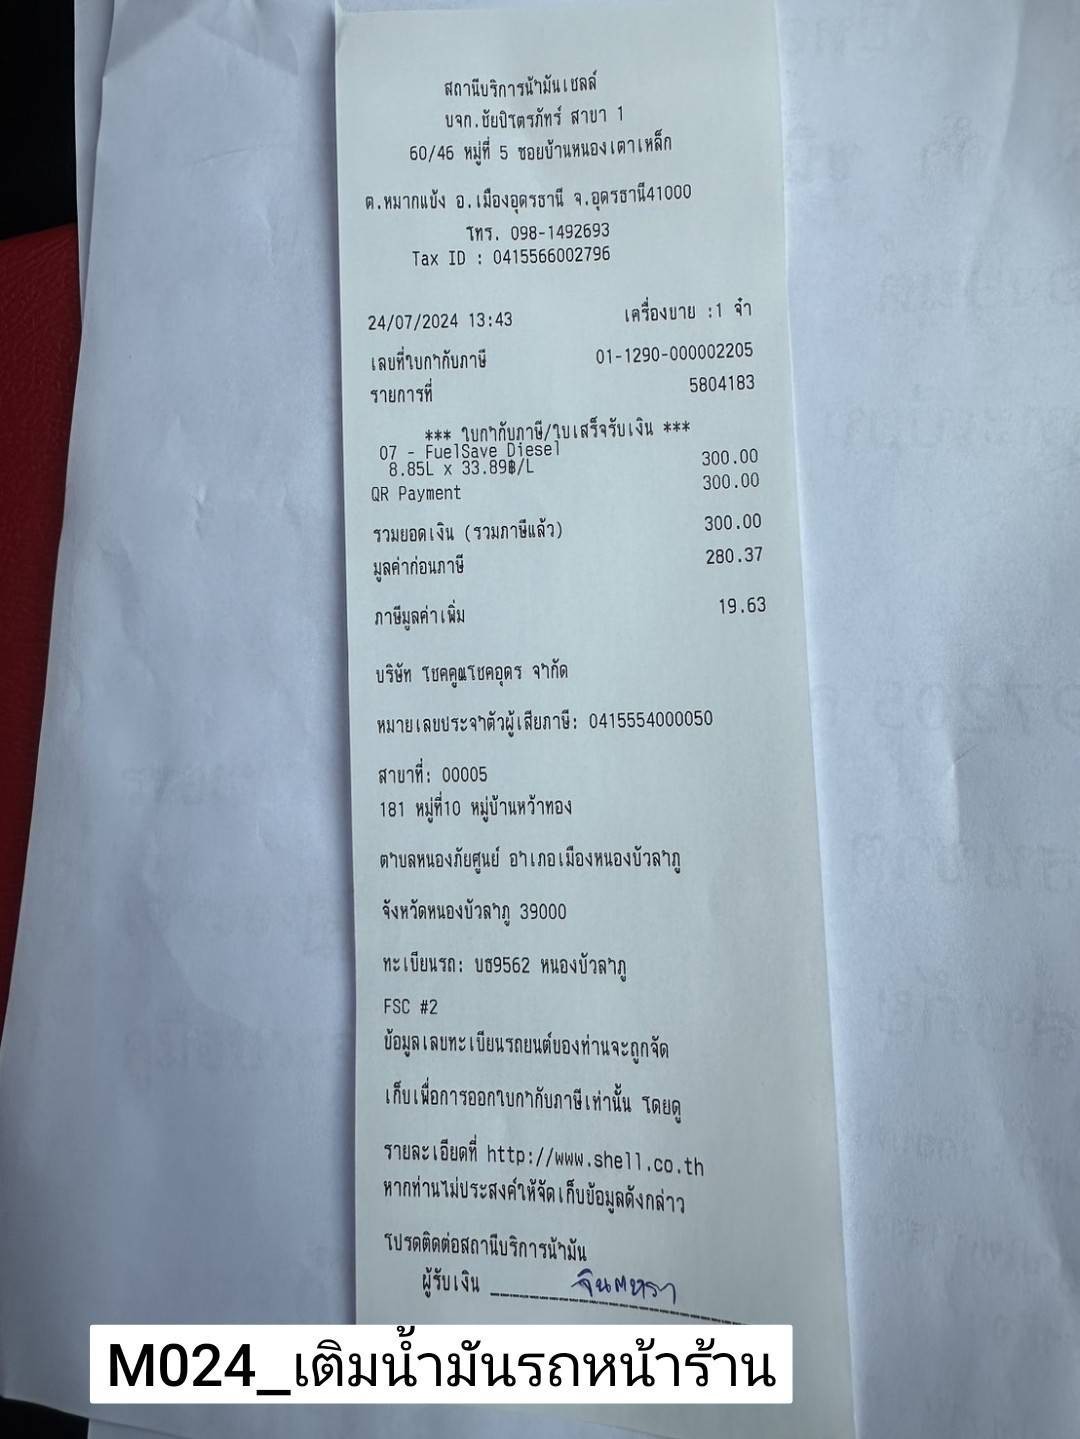 สถานีบริการน้ำมันเชลล์
บจก.ชัยปิโตรภัทร์ สาขา 1
60/46 หมู่ที่ 5 ซอยบ้านหนองเตาเหล็ก
ต.หมากแข้ง อ.เมืองอุดรธานี จ.อุดรธานี41000
โทร. 098-1492693
Tax ID : 0415566002796
24/07/2024 13:43 เครื่องขาย :1 จ๋า
เลขที่ใบกำกับภาษี 01-1290-000002205
รายการที่ 5804183
*** ใบกำกับภาษี/ใบเสร็จรับเงิน ***
07 - FuelSave Diesel
8.85L x 33.89฿/L 300.00
QR Payment 300.00
รวมยอดเงิน (รวมภาษีแล้ว) 300.00
มูลค่าก่อนภาษี 280.37
ภาษีมูลค่าเพิ่ม 19.63
บริษัท โชคคูณโชคอุดร จำกัด
หมายเลขประจำตัวผู้เสียภาษี: 0415554000050
สาขาที่: 00005
181 หมู่ที่10 หมู่บ้านหว้าทอง
ตำบลหนองภัยศูนย์ อำเภอเมืองหนองบัวลำภู
จังหวัดหนองบัวลำภู 39000
ทะเบียนรถ: บธ9562 หนองบัวลำภู
FSC #2
ข้อมูลเลขทะเบียนรถยนต์ของท่านจะถูกจัด
เก็บเพื่อการออกใบกำกับภาษีเท่านั้น โดยดู
รายละเอียดที่ http://www.shell.co.th
หากท่านไม่ประสงค์ให้จัดเก็บข้อมูลดังกล่าว
โปรดติดต่อสถานีบริการน้ำมัน
ผู้รับเงิน จินตหรา
M024_เติมน้ำมันรถหน้าร้าน